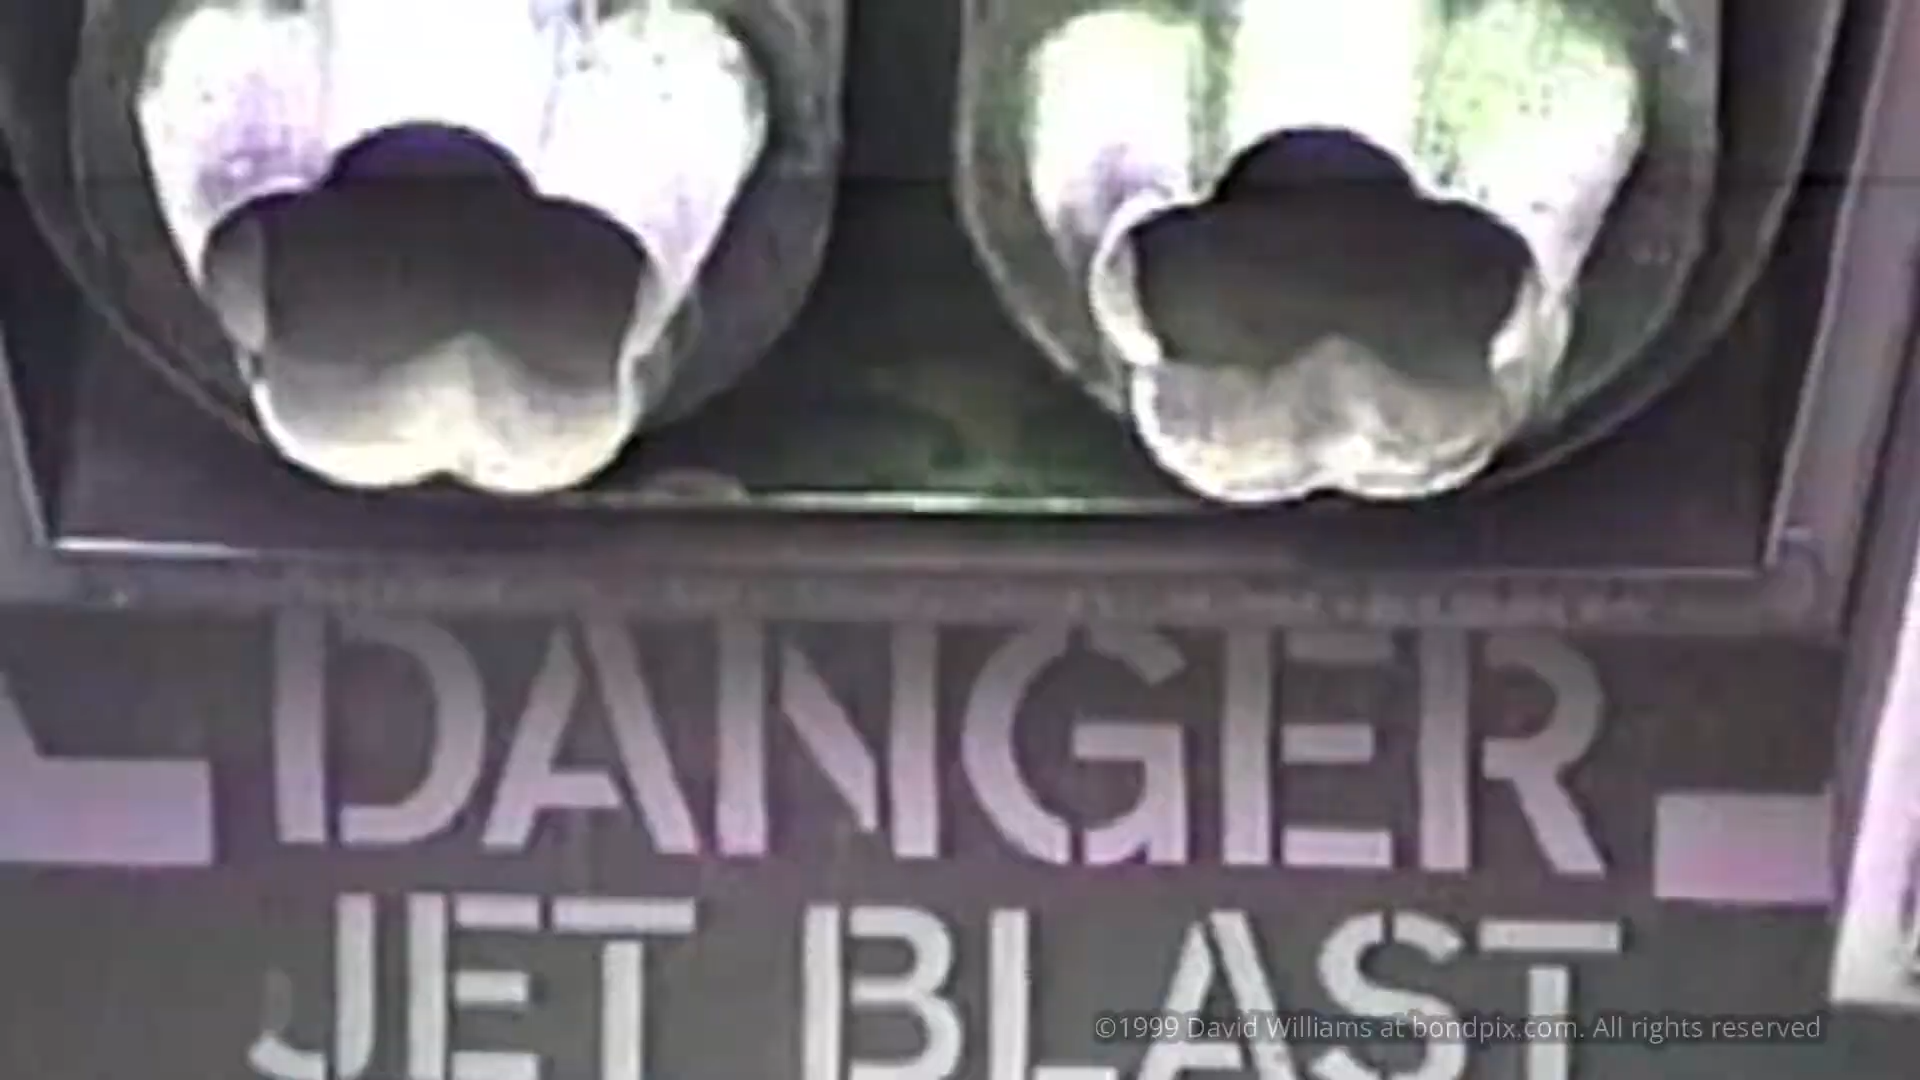 DANGER
JET BLAST
©1999 David Williams at bondpix.com. All rights reserved